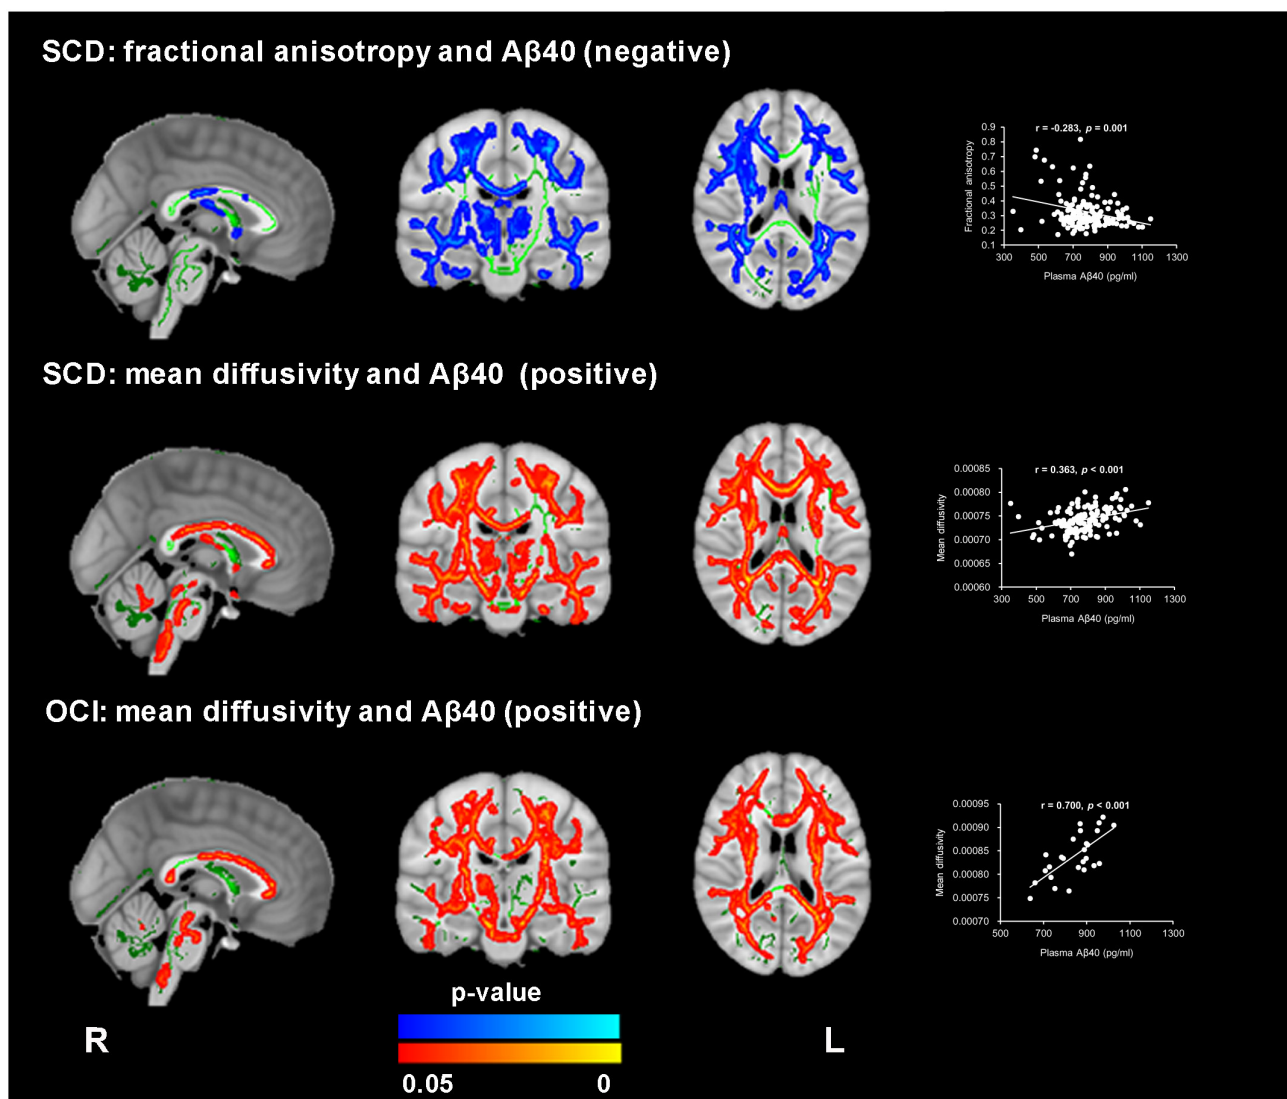 SCD: fractional anisotropy and Aβ40 (negative)
r = -0.283, p = 0.001
Fractional anisotropy
0.9
0.8
0.7
0.6
0.5
0.4
0.3
0.2
0.1
300 500 700 900 1100 1300
Plasma Aβ40 (pg/ml)
SCD: mean diffusivity and Aβ40 (positive)
r = 0.363, p < 0.001
Mean diffusivity
0.00085
0.00080
0.00075
0.00070
0.00065
0.00060
300 500 700 900 1100 1300
Plasma Aβ40 (pg/ml)
OCI: mean diffusivity and Aβ40 (positive)
r = 0.700, p < 0.001
Mean diffusivity
0.00095
0.00090
0.00085
0.00080
0.00075
0.00070
500 700 900 1100 1300
Plasma Aβ40 (pg/ml)
p-value
R
L
0.05 0